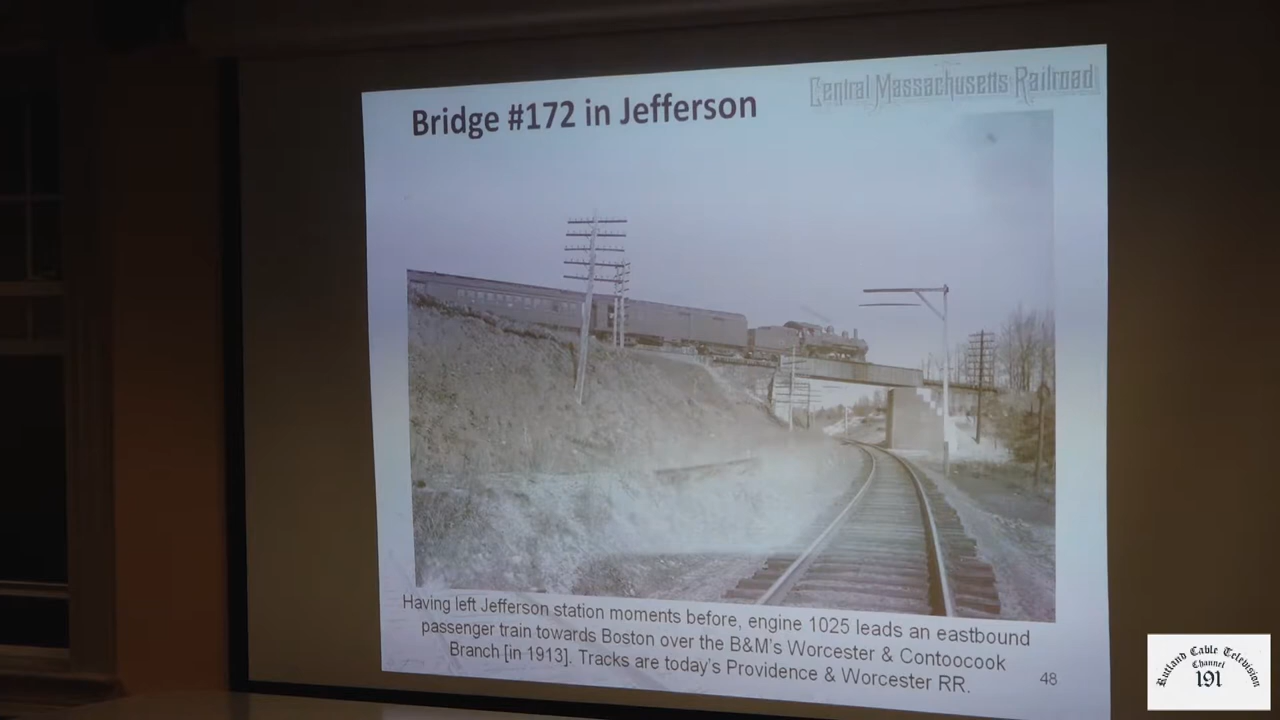 Central Massachusetts Railroad
Bridge #172 in Jefferson
Having left Jefferson station moments before, engine 1025 leads an eastbound
passenger train towards Boston over the B&M's Worcester & Contoocook
Branch [in 1913]. Tracks are today's Providence & Worcester RR.
48
Rutland Cable Television
Channel
191